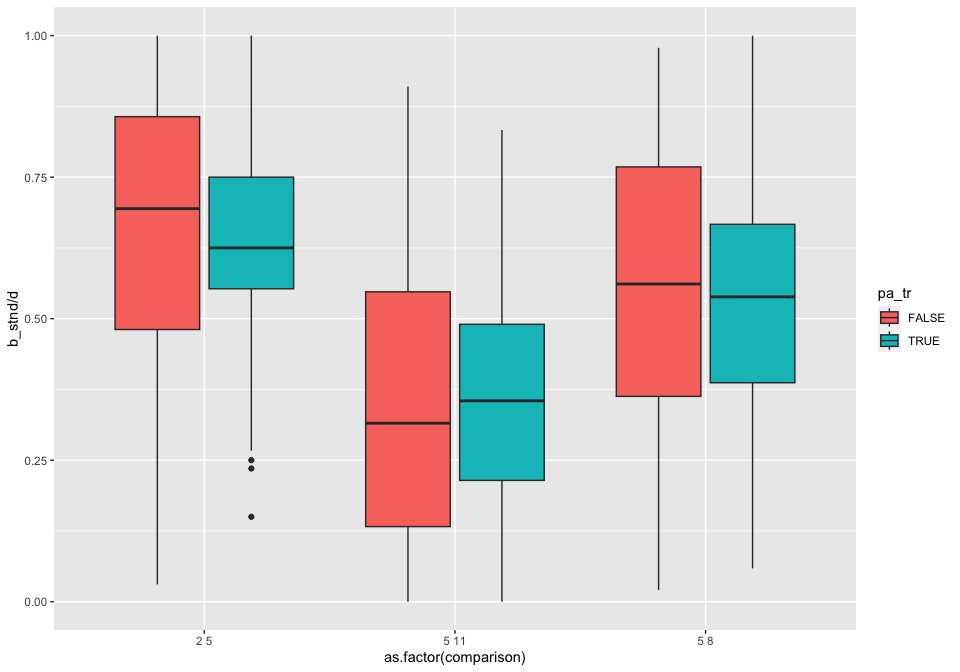 1.00
0.75
0.50
0.25
0.00
b_stnd/d
2 5
5 11
5 8
as.factor(comparison)
pa_tr
FALSE
TRUE